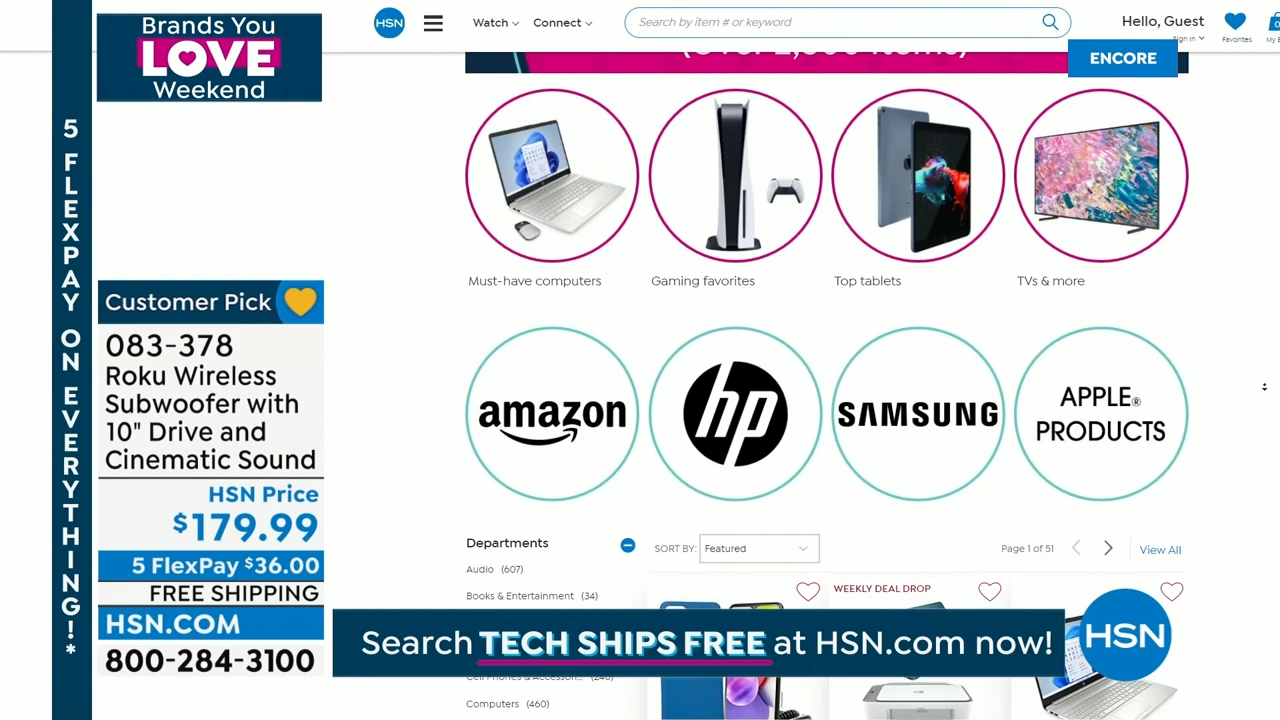 Brands You
LOVE
Weekend
5 FLEXPAY ON EVERYTHING!*
Customer Pick
083-378
Roku Wireless
Subwoofer with
10" Drive and
Cinematic Sound
HSN Price
$179.99
5 FlexPay $36.00
FREE SHIPPING
HSN.COM
800-284-3100
HSN
Watch
Connect
Search by item # or keyword
Hello, Guest
Sign In
Favorites
ENCORE
Must-have computers
Gaming favorites
Top tablets
TVs & more
amazon
hp
SAMSUNG
APPLE®
PRODUCTS
Departments
SORT BY:
Featured
Page 1 of 51
View All
Audio (607)
Books & Entertainment (34)
WEEKLY DEAL DROP
Search TECH SHIPS FREE at HSN.com now!
HSN
Computers (460)